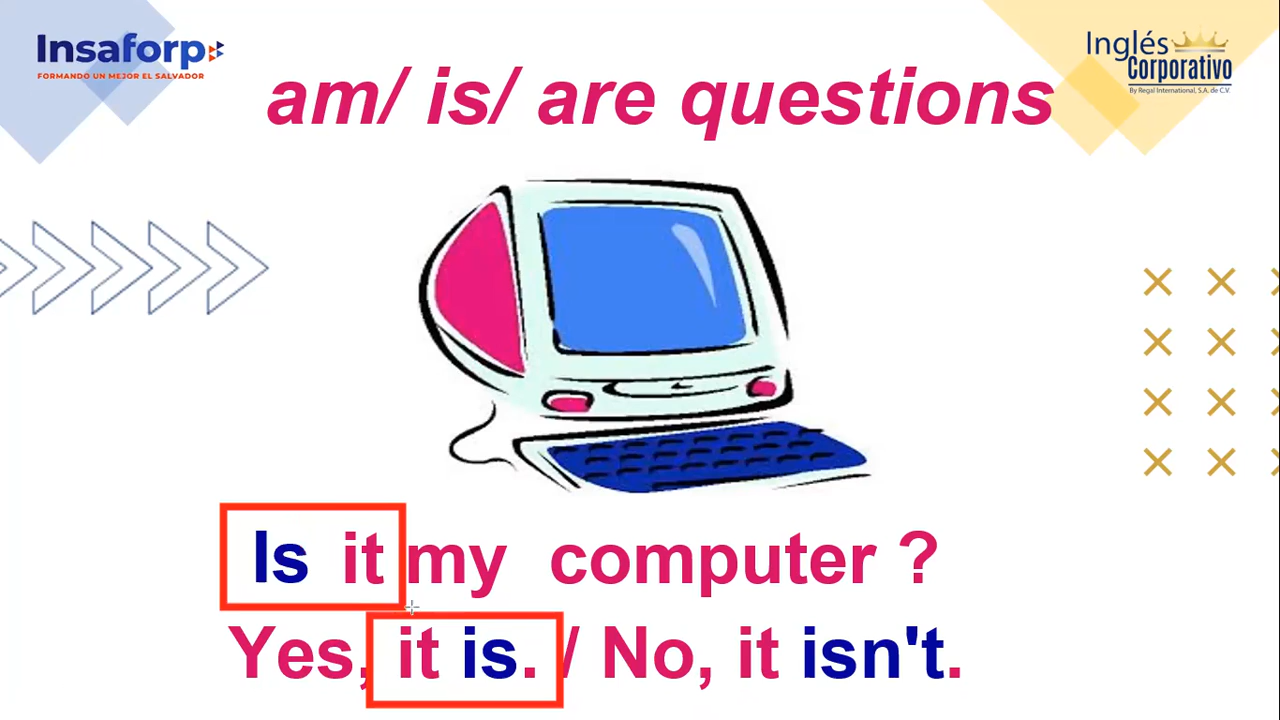 Insaforp
FORMANDO UN MEJOR EL SALVADOR
Inglés
Corporativo
By Regal International, S.A. de C.V.
am/ is/ are questions
Is it my computer ?
Yes, it is. / No, it isn't.